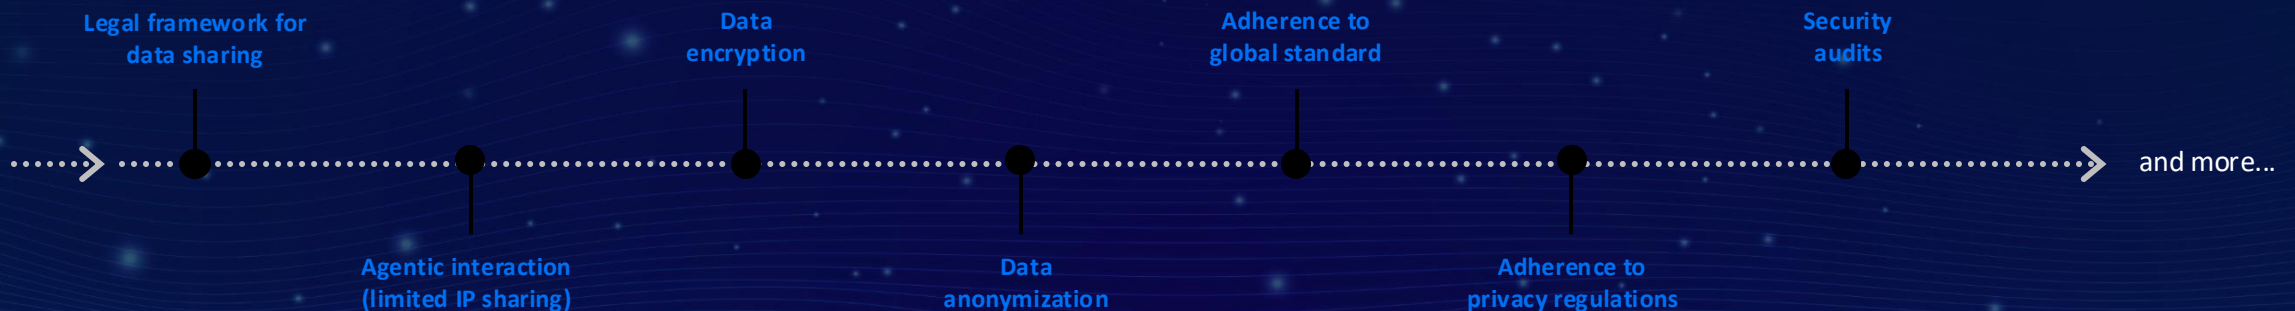 Legal framework for
data sharing
Agentic interaction
(limited IP sharing)
Data
encryption
Data
anonymization
Adherence to
global standard
Adherence to
privacy regulations
Security
audits
and more...